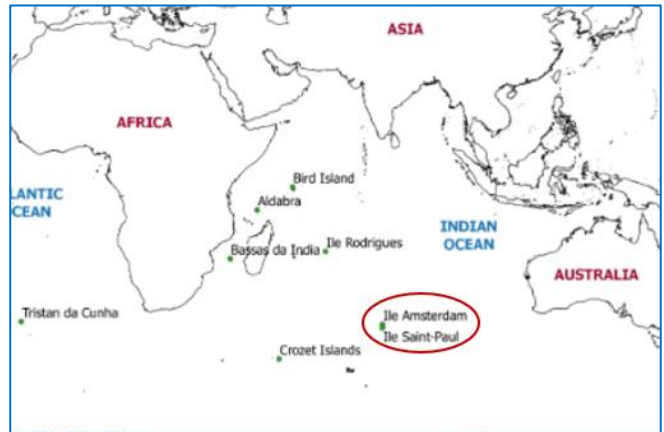 ASIA
AFRICA
Bird Island
Aldabra
LANTIC
CEAN
INDIAN
OCEAN
Bassas da India
Ile Rodrigues
AUSTRALIA
Tristan da Cunha
Ile Amsterdam
Ile Saint-Paul
Crozet Islands